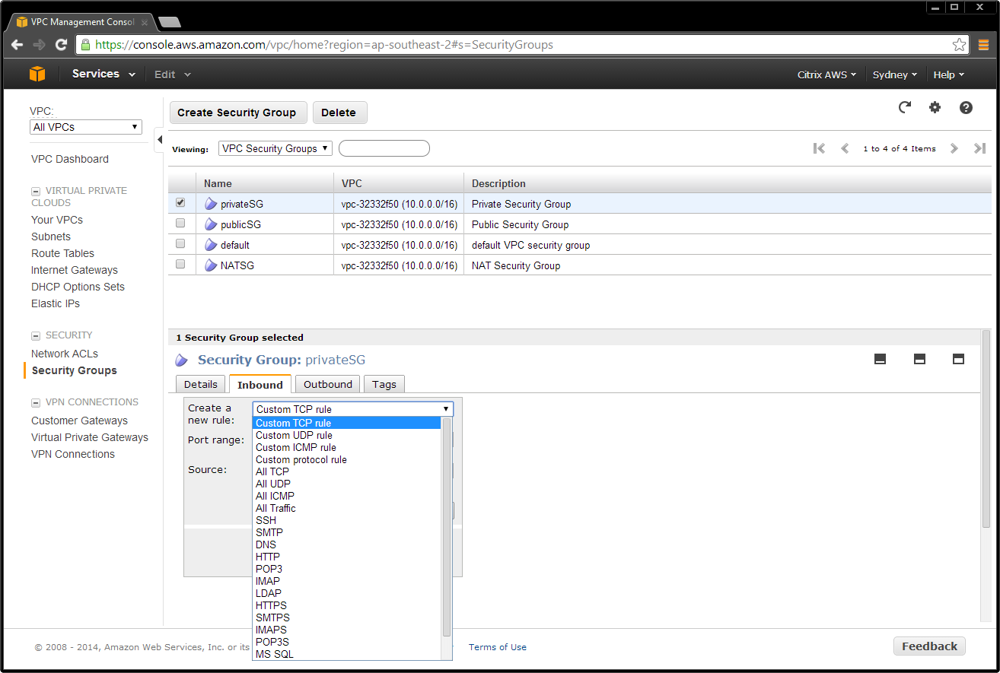 VPC Management Consol
https://console.aws.amazon.com/vpc/home?region=ap-southeast-2#s=SecurityGroups
Services Edit Citrix AWS Sydney Help
VPC:
All VPCs
VPC Dashboard
VIRTUAL PRIVATE
CLOUDS
Your VPCs
Subnets
Route Tables
Internet Gateways
DHCP Options Sets
Elastic IPs
SECURITY
Network ACLs
Security Groups
VPN CONNECTIONS
Customer Gateways
Virtual Private Gateways
VPN Connections
Create Security Group Delete
Viewing: VPC Security Groups 1 to 4 of 4 Items
Name VPC Description
privateSG vpc-32332f50 (10.0.0.0/16) Private Security Group
publicSG vpc-32332f50 (10.0.0.0/16) Public Security Group
default vpc-32332f50 (10.0.0.0/16) default VPC security group
NATSG vpc-32332f50 (10.0.0.0/16) NAT Security Group
1 Security Group selected
Security Group: privateSG
Details Inbound Outbound Tags
Create a
new rule:
Custom TCP rule
Port range:
Source:
Custom TCP rule
Custom UDP rule
Custom ICMP rule
Custom protocol rule
All TCP
All UDP
All ICMP
All Traffic
SSH
SMTP
DNS
HTTP
POP3
IMAP
LDAP
HTTPS
SMTPS
IMAPS
POP3S
MS SQL
© 2008 - 2014, Amazon Web Services, Inc. or its Terms of Use
Feedback